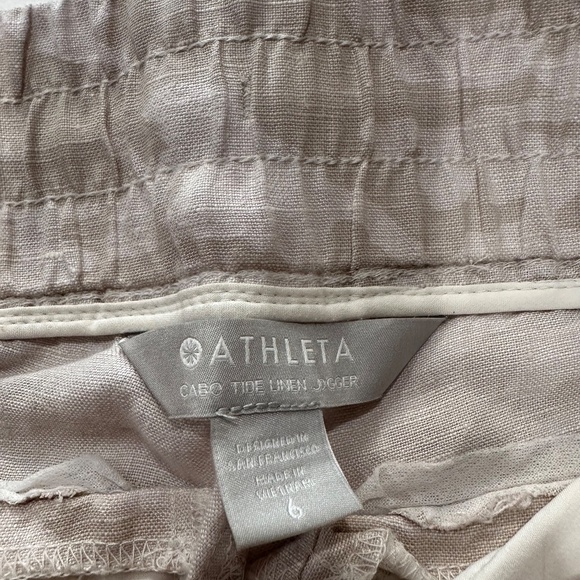 ATHLETA
CABO TIDE LINEN JOGGER
DESIGNED IN
SAN FRANCISCO
MADE IN
VIETNAM
6